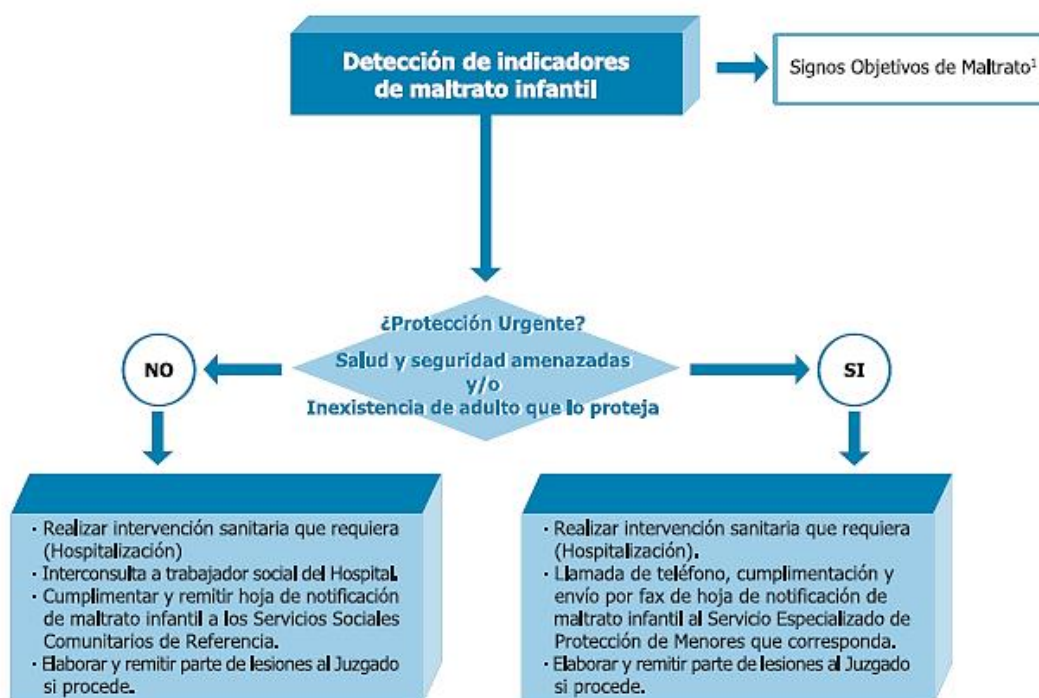 Detección de indicadores
de maltrato infantil
Signos Objetivos de Maltrato¹
¿Protección Urgente?
Salud y seguridad amenazadas
y/o
Inexistencia de adulto que lo proteja
NO
SI
· Realizar intervención sanitaria que requiera
(Hospitalización)
· Interconsulta a trabajador social del Hospital.
· Cumplimentar y remitir hoja de notificación
de maltrato infantil a los Servicios Sociales
Comunitarios de Referencia.
· Elaborar y remitir parte de lesiones al Juzgado
si procede.
· Realizar intervención sanitaria que requiera
(Hospitalización).
· Llamada de teléfono, cumplimentación y
envío por fax de hoja de notificación de
maltrato infantil al Servicio Especializado de
Protección de Menores que corresponda.
· Elaborar y remitir parte de lesiones al Juzgado
si procede.